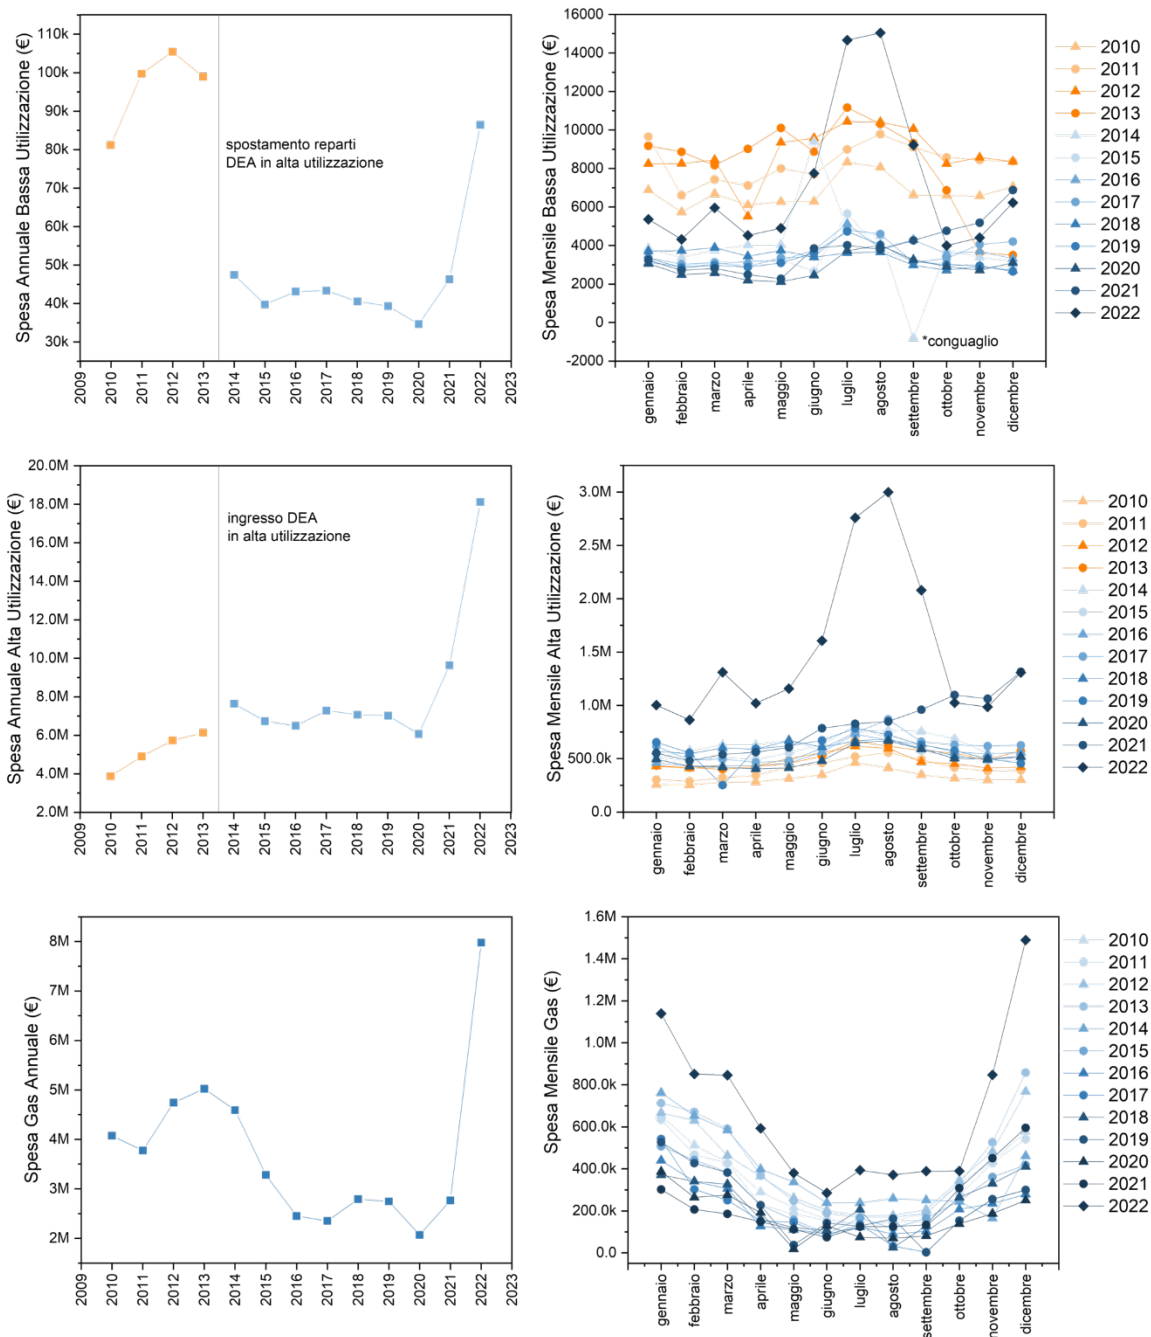 Spesa Annuale Bassa Utilizzazione (€)
110k
100k
90k
80k
70k
60k
50k
40k
30k
spostamento reparti
DEA in alta utilizzazione
2009
2010
2011
2012
2013
2014
2015
2016
2017
2018
2019
2020
2021
2022
2023
Spesa Mensile Bassa Utilizzazione (€)
16000
14000
12000
10000
8000
6000
4000
2000
0
-2000
*conguaglio
gennaio
febbraio
marzo
aprile
maggio
giugno
luglio
agosto
settembre
ottobre
novembre
dicembre
2010
2011
2012
2013
2014
2015
2016
2017
2018
2019
2020
2021
2022
Spesa Annuale Alta Utilizzazione (€)
20.0M
18.0M
16.0M
14.0M
12.0M
10.0M
8.0M
6.0M
4.0M
2.0M
ingresso DEA
in alta utilizzazione
2009
2010
2011
2012
2013
2014
2015
2016
2017
2018
2019
2020
2021
2022
2023
Spesa Mensile Alta Utilizzazione (€)
3.0M
2.5M
2.0M
1.5M
1.0M
500.0k
0.0
gennaio
febbraio
marzo
aprile
maggio
giugno
luglio
agosto
settembre
ottobre
novembre
dicembre
2010
2011
2012
2013
2014
2015
2016
2017
2018
2019
2020
2021
2022
Spesa Gas Annuale (€)
8M
7M
6M
5M
4M
3M
2M
2009
2010
2011
2012
2013
2014
2015
2016
2017
2018
2019
2020
2021
2022
2023
Spesa Mensile Gas (€)
1.6M
1.4M
1.2M
1.0M
800.0k
600.0k
400.0k
200.0k
0.0
gennaio
febbraio
marzo
aprile
maggio
giugno
luglio
agosto
settembre
ottobre
novembre
dicembre
2010
2011
2012
2013
2014
2015
2016
2017
2018
2019
2020
2021
2022